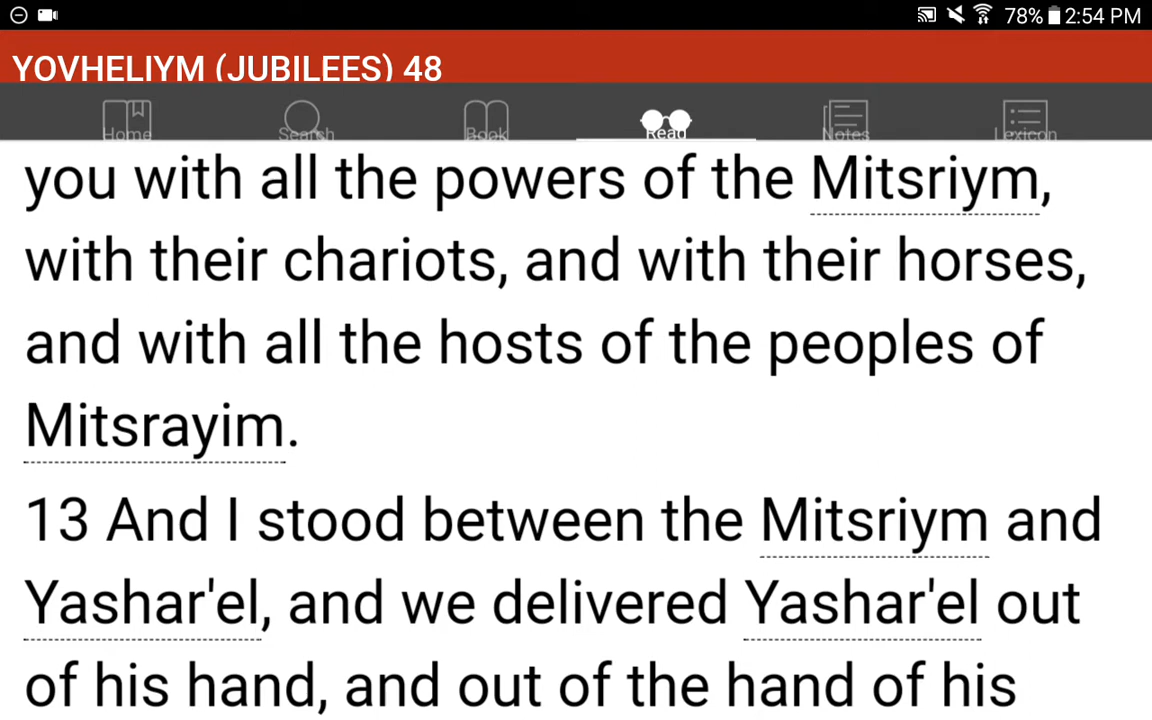 78% 2:54 PM
YOVHELIYM (JUBILEES) 48
Home Search Book Read Notes Lexicon
you with all the powers of the Mitsriym,
with their chariots, and with their horses,
and with all the hosts of the peoples of
Mitsrayim.
13 And I stood between the Mitsriym and
Yashar'el, and we delivered Yashar'el out
of his hand, and out of the hand of his